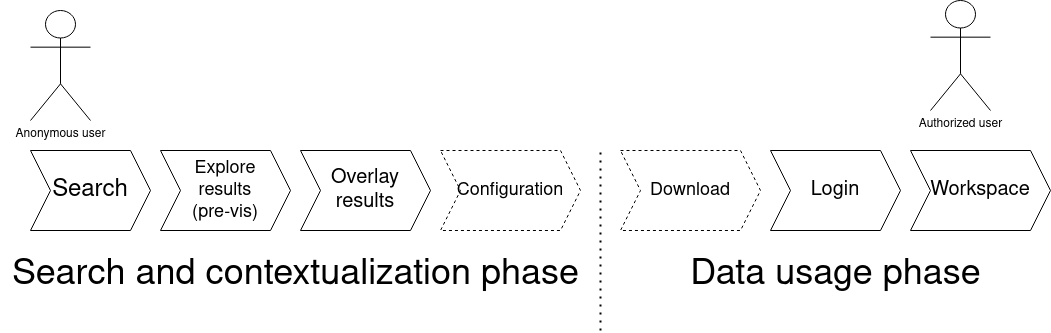 Anonymous user
Authorized user
Search
Explore
results
(pre-vis)
Overlay
results
Configuration
Download
Login
Workspace
Search and contextualization phase
Data usage phase